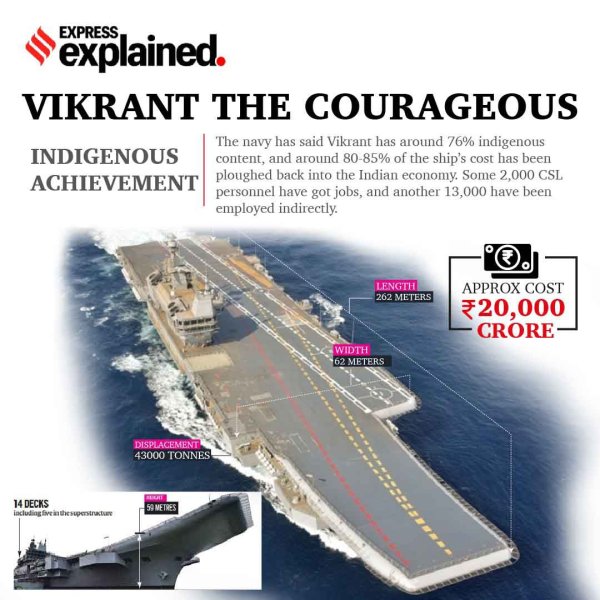 EXPRESS
explained.
VIKRANT THE COURAGEOUS
INDIGENOUS
ACHIEVEMENT
The navy has said Vikrant has around 76% indigenous
content, and around 80-85% of the ship's cost has been
ploughed back into the Indian economy. Some 2,000 CSL
personnel have got jobs, and another 13,000 have been
employed indirectly.
APPROX COST
₹20,000
CRORE
LENGTH
262 METERS
WIDTH
62 METERS
DISPLACEMENT
43000 TONNES
14 DECKS
including five in the superstructure
HEIGHT
59 METRES